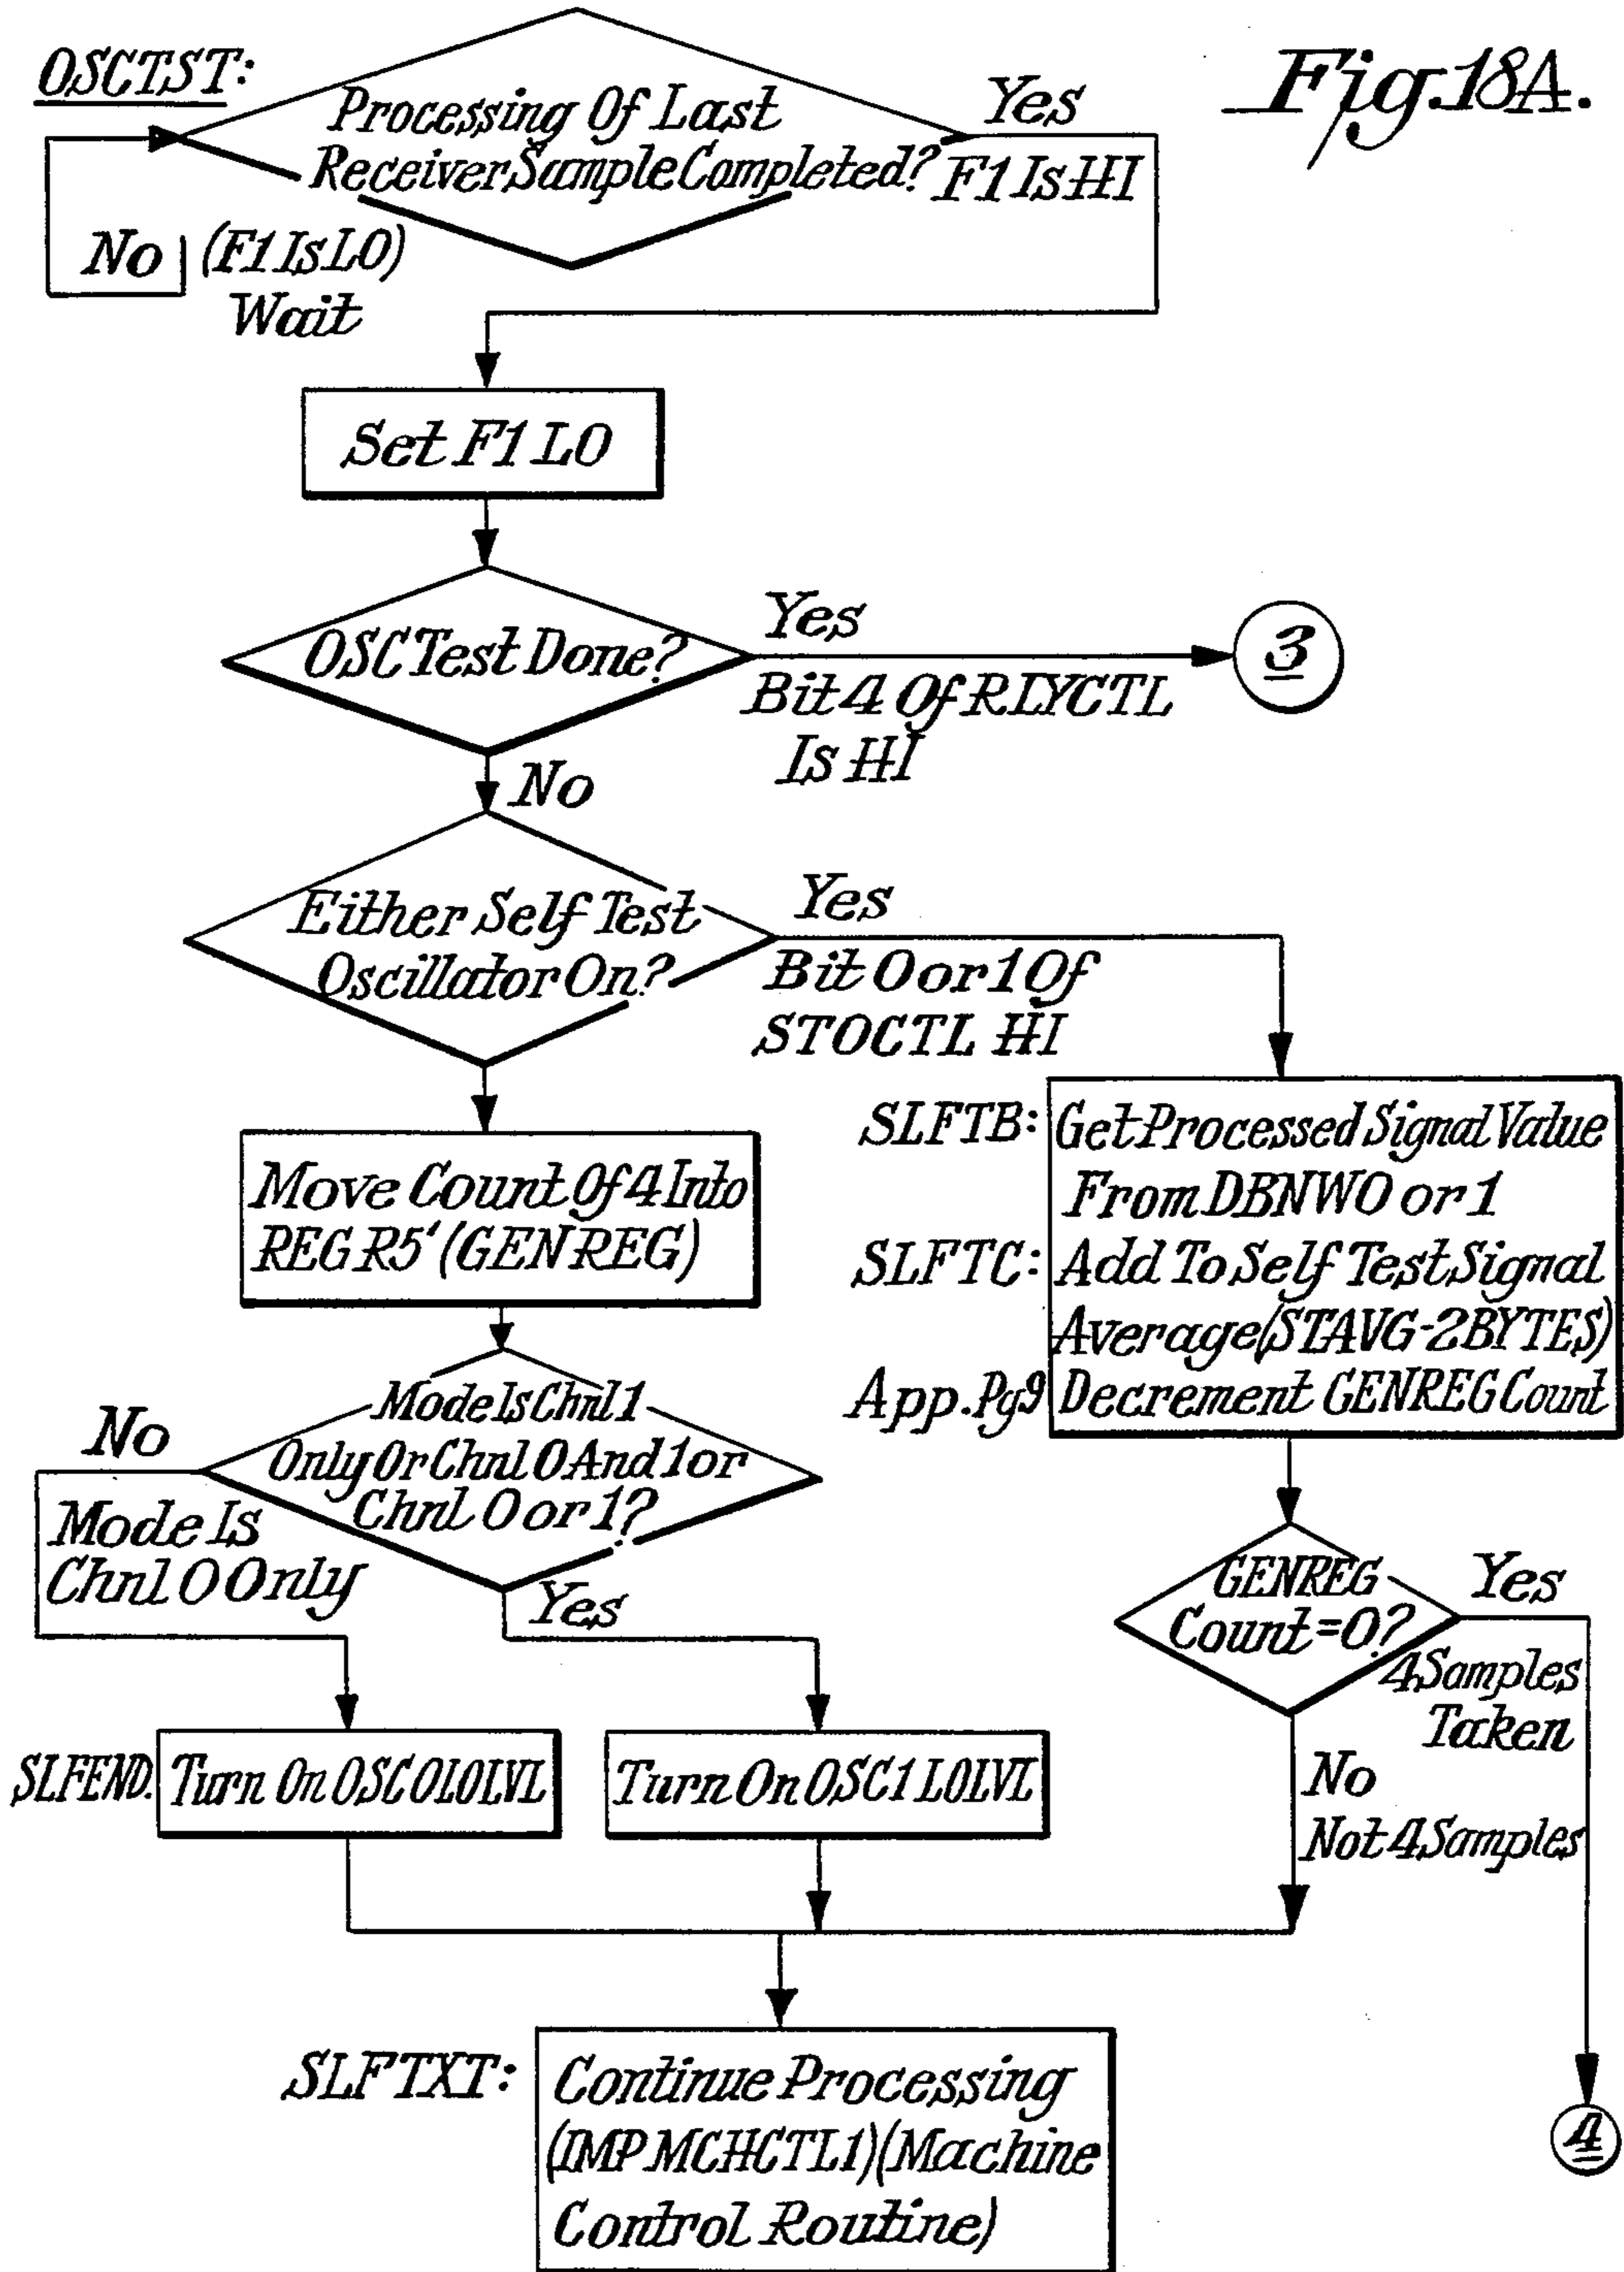 Fig.18A.
OSCTST:
Processing Of Last
Receiver Sample Completed?
Yes
F1 Is HI
No
(F1 Is LO)
Wait
Set F1 LO
OSC Test Done?
Yes
Bit 4 Of RLYCTL
Is HI
3
No
Either Self Test
Oscillator On?
Yes
Bit 0 or 1 Of
STOCTL HI
Move Count Of 4 Into
REG R5' (GENREG)
SLFTB:
Get Processed Signal Value
From DBNW0 or 1
SLFTC:
Add To Self Test Signal
Average (STAVG-2BYTES)
App. Pg 9
Decrement GENREG Count
Mode Is Chnl 1
Only Or Chnl 0 And 1 or
Chnl 0 or 1?
No
Mode Is
Chnl 0 Only
Yes
GENREG
Count=0?
Yes
4 Samples
Taken
No
Not 4 Samples
SLFEND.
Turn On OSC 0 LOLVL
Turn On OSC 1 LOLVL
SLFTXT:
Continue Processing
(JMP MCHCTL1) (Machine
Control Routine)
4